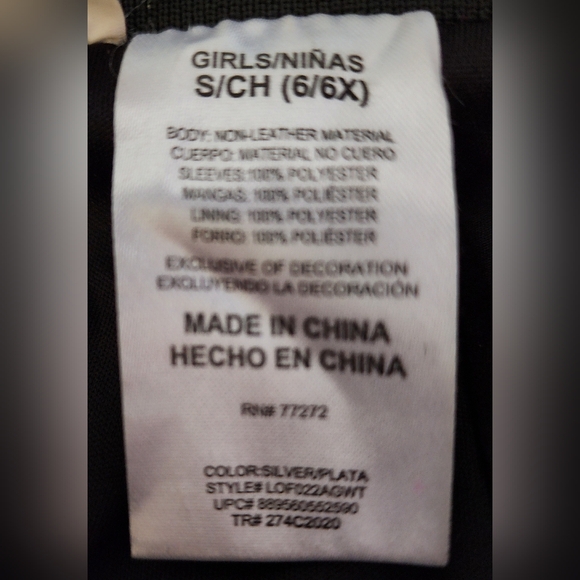 GIRLS/NIÑAS
S/CH (6/6X)
BODY: NON-LEATHER MATERIAL
CUERPO: MATERIAL NO CUERO
SLEEVES:100% POLYESTER
MANGAS: 100% POLIÉSTER
LINING: 100% POLYESTER
FORRO: 100% POLIÉSTER
EXCLUSIVE OF DECORATION
EXCLUYENDO LA DECORACIÓN
MADE IN CHINA
HECHO EN CHINA
RN# 77272
COLOR:SILVER/PLATA
STYLE# LOF022AGWT
UPC# 889560552590
TR# 274C2020